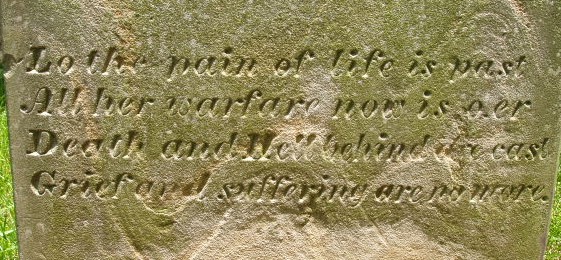 Lo the pain of life is past
All her warfare now is oer
Death and Hell behind are cast
Grief and suffering are no more.